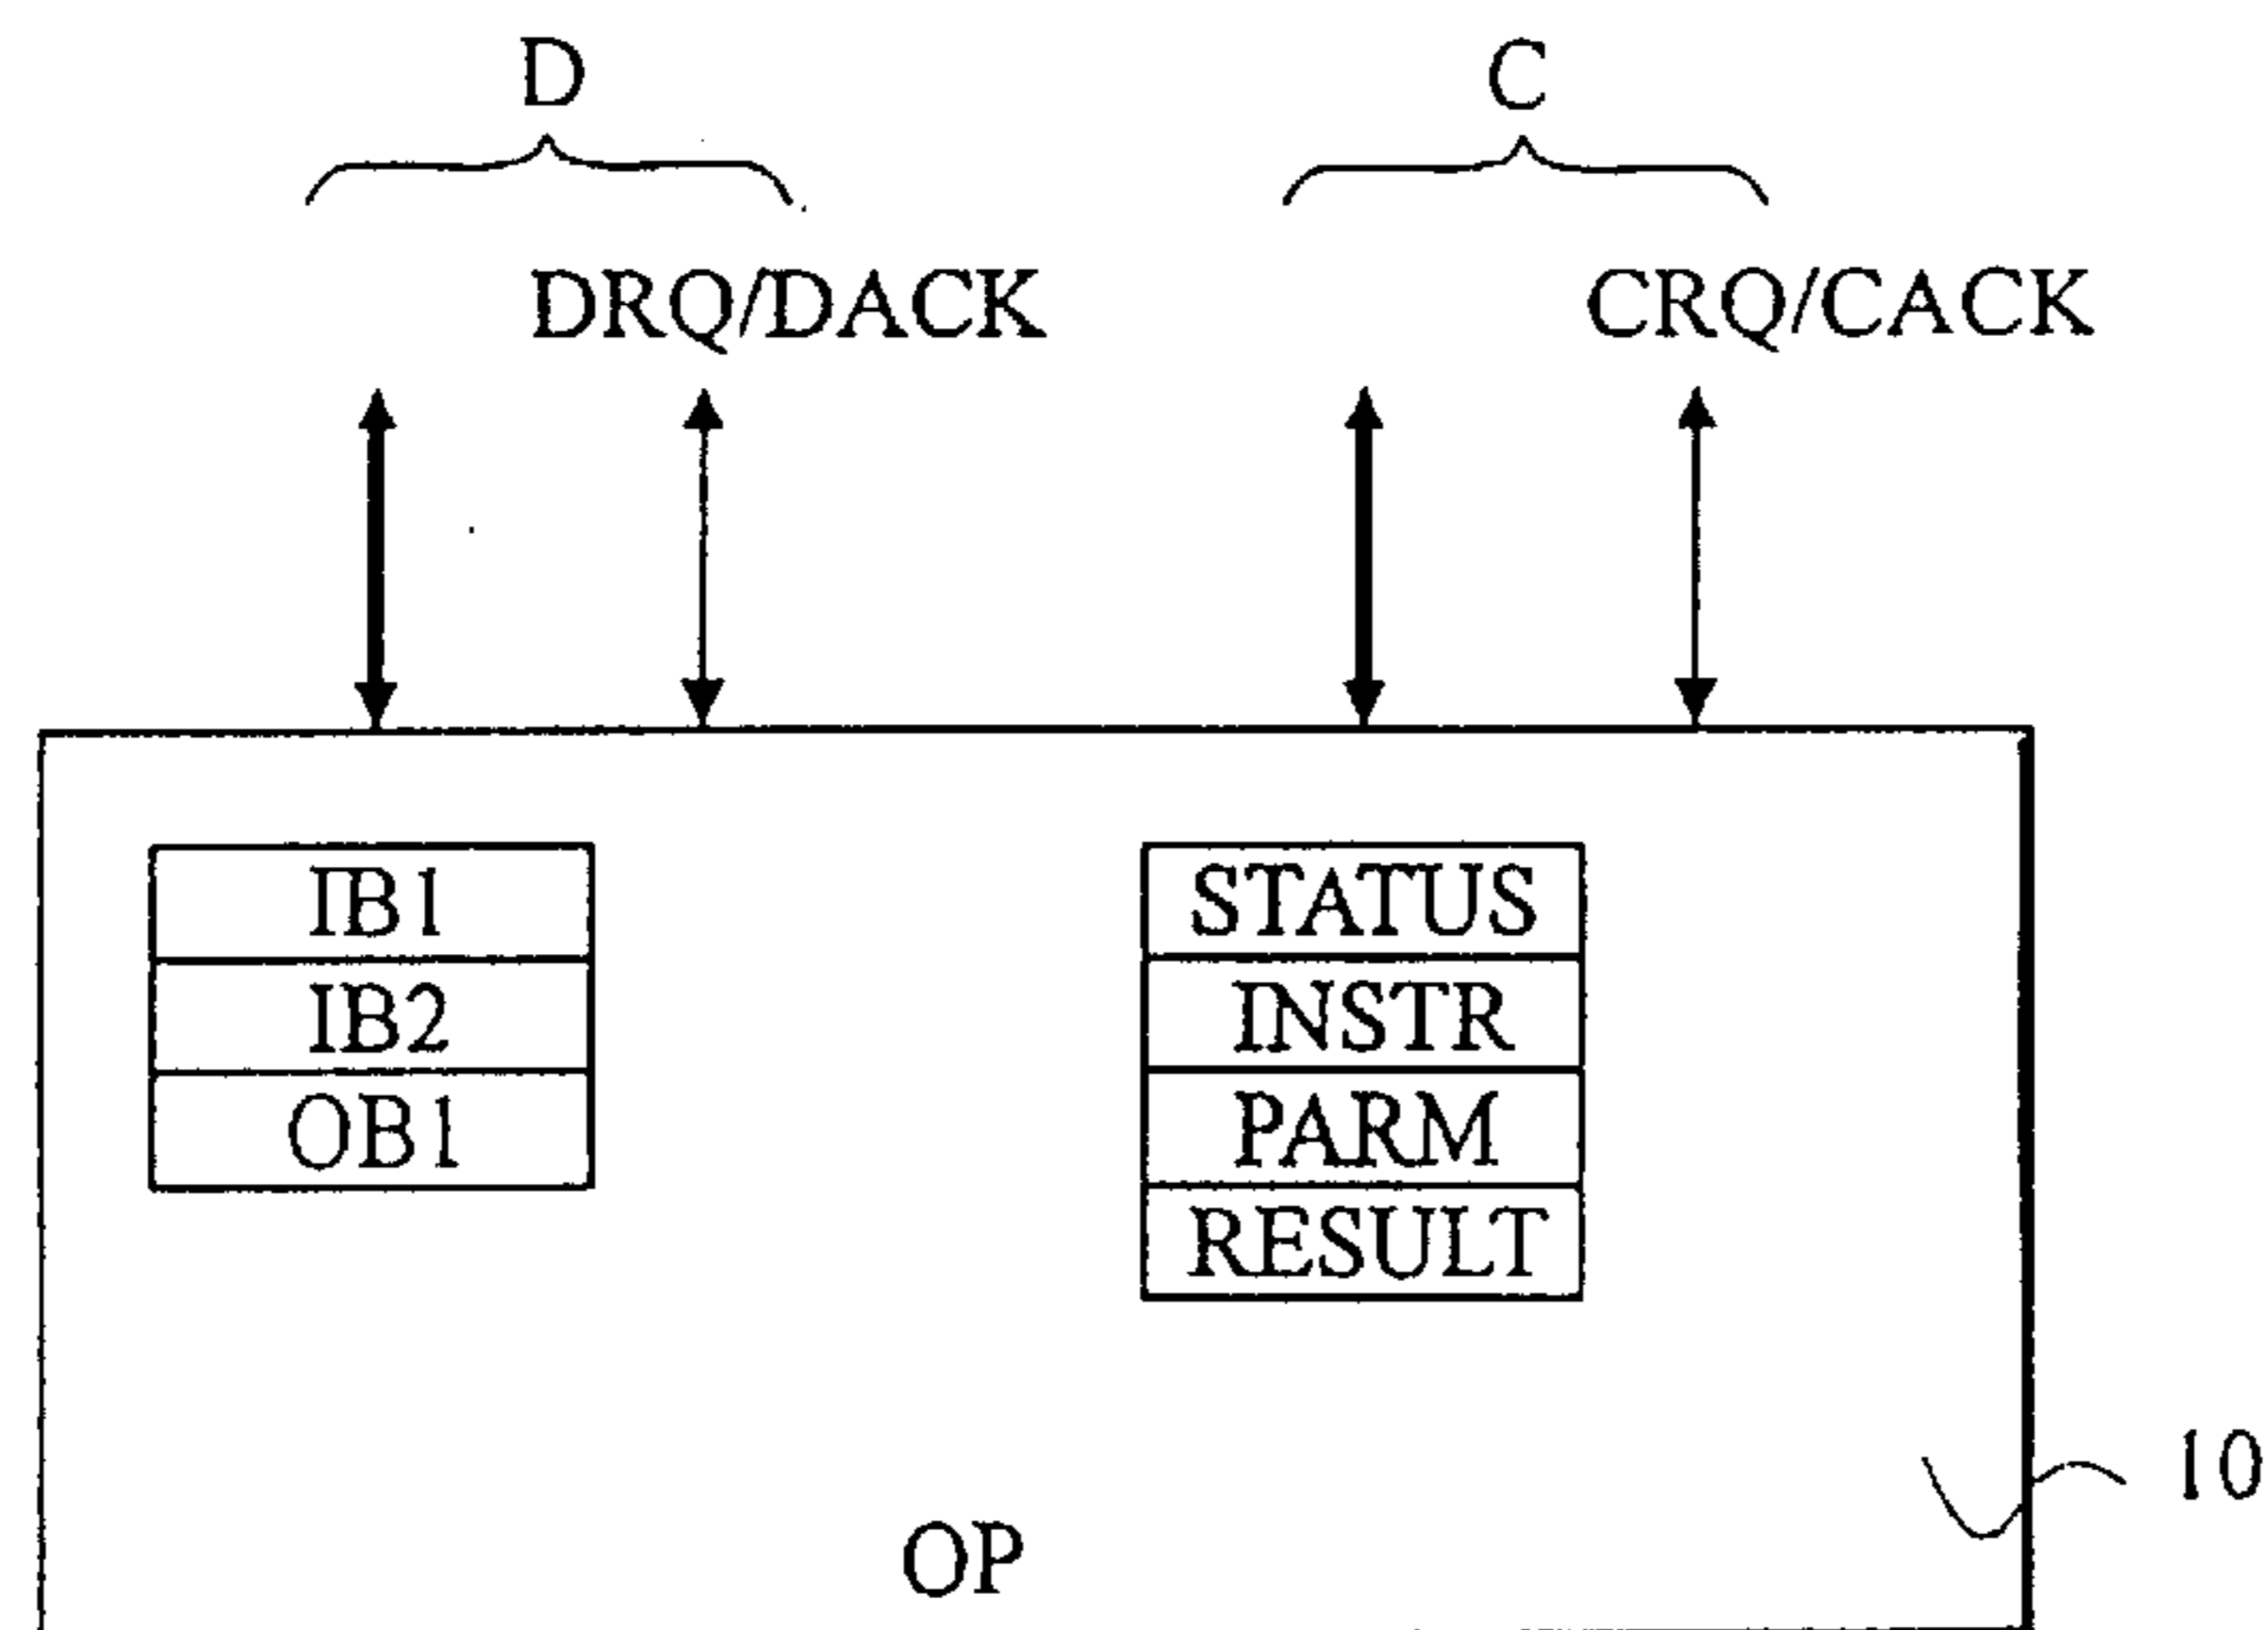 D C
DRQ/DACK CRQ/CACK
IB1
IB2
OB1
STATUS
INSTR
PARM
RESULT
10
OP